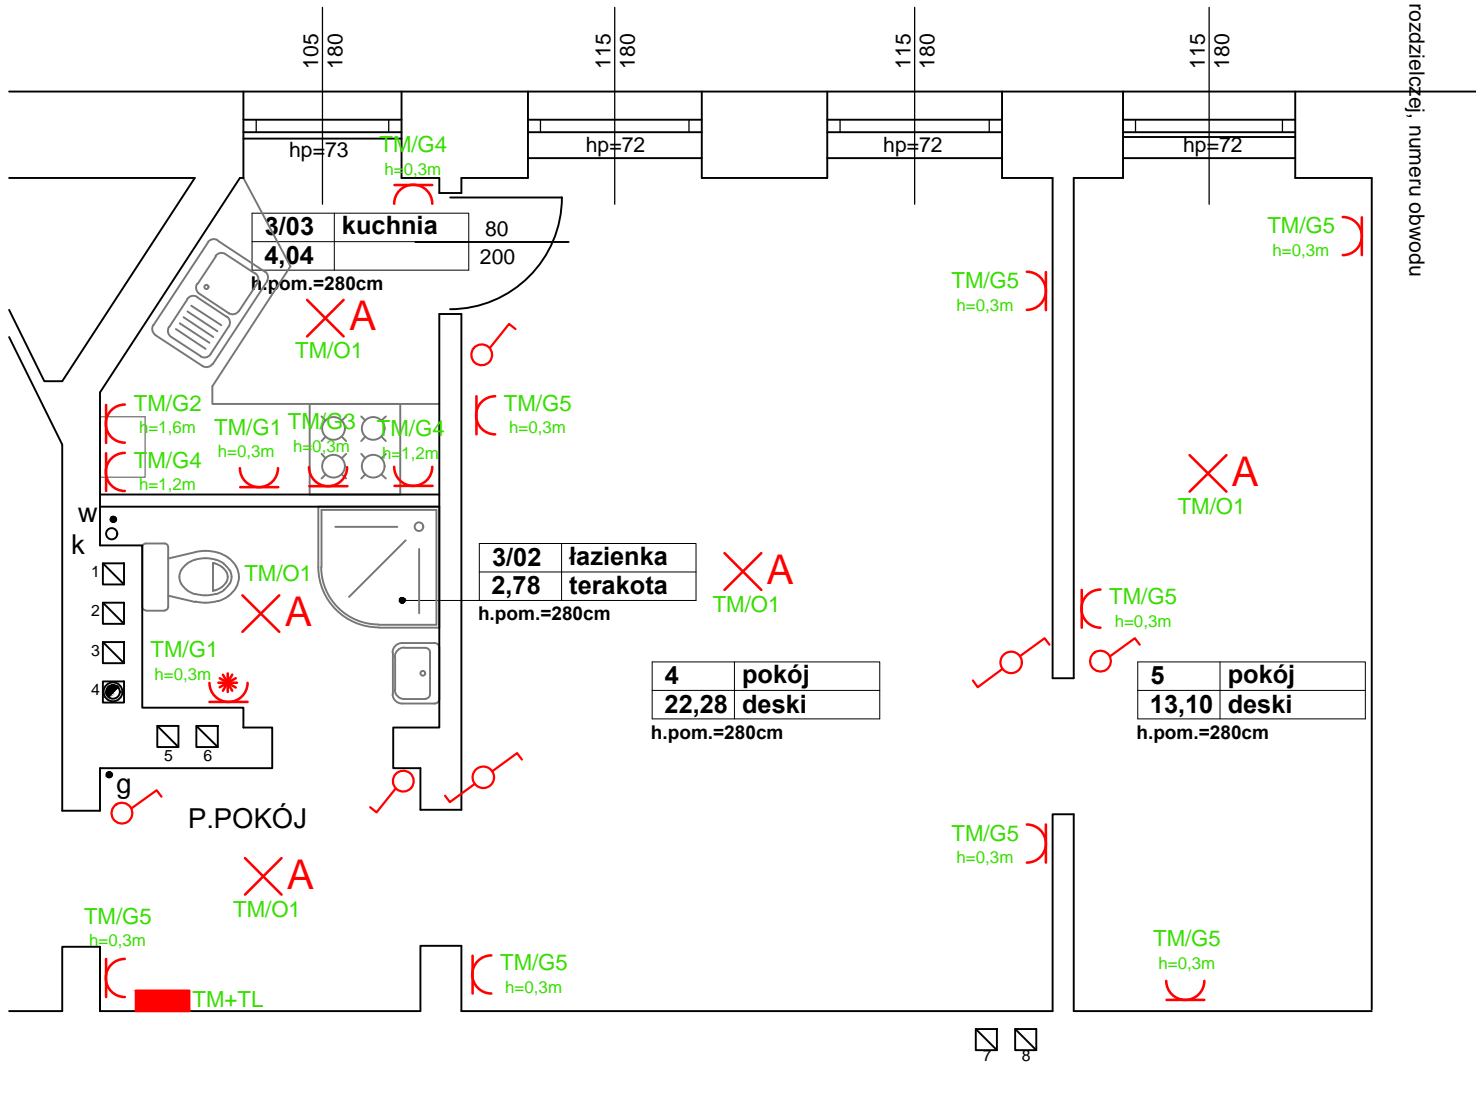 105
180
115
180
115
180
115
180
rozdzielczej, numeru obwodu
hp=73
hp=72
hp=72
hp=72
TM/G4
h=0,3m
3/03 kuchnia
4,04
h.pom.=280cm
80
200
A
TM/O1
TM/G5
h=0,3m
TM/G5
h=0,3m
TM/G2
h=1,6m
TM/G4
h=1,2m
TM/G1
h=0,3m
TM/G3
h=0,3m
TM/G4
h=1,2m
TM/G5
h=0,3m
A
TM/O1
w
k
1
2
3
4
TM/O1
A
TM/G1
h=0,3m
3/02 łazienka
2,78 terakota
h.pom.=280cm
A
TM/O1
TM/G5
h=0,3m
4 pokój
22,28 deski
h.pom.=280cm
5 pokój
13,10 deski
h.pom.=280cm
5
6
g
P.POKÓJ
A
TM/O1
TM/G5
h=0,3m
TM/G5
h=0,3m
TM+TL
TM/G5
h=0,3m
TM/G5
h=0,3m
7
8